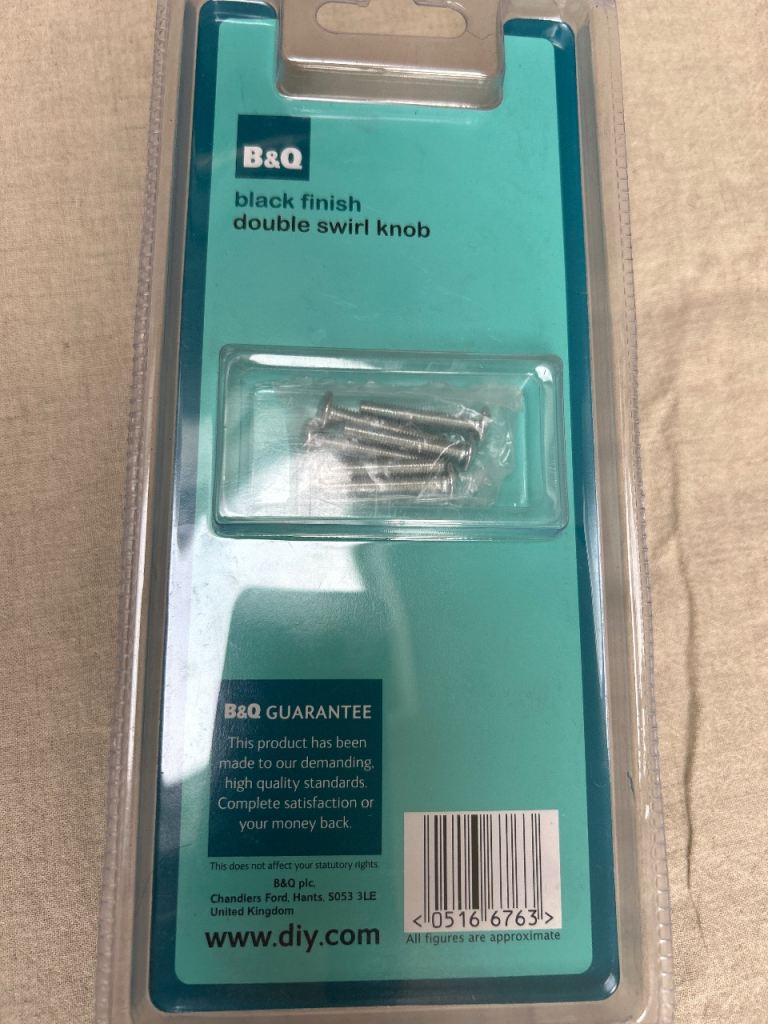 B&Q
black finish
double swirl knob
B&Q GUARANTEE
This product has been
made to our demanding,
high quality standards.
Complete satisfaction or
your money back.
This does not affect your statutory rights.
B&Q plc,
Chandlers Ford, Hants, S053 3LE
United Kingdom
www.diy.com
<0516 6763>
All figures are approximate